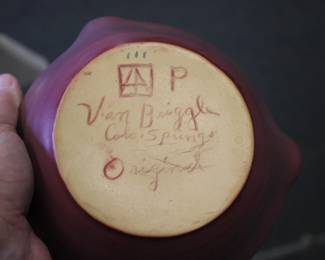 P
Van Briggle
Colo. Springs
Original